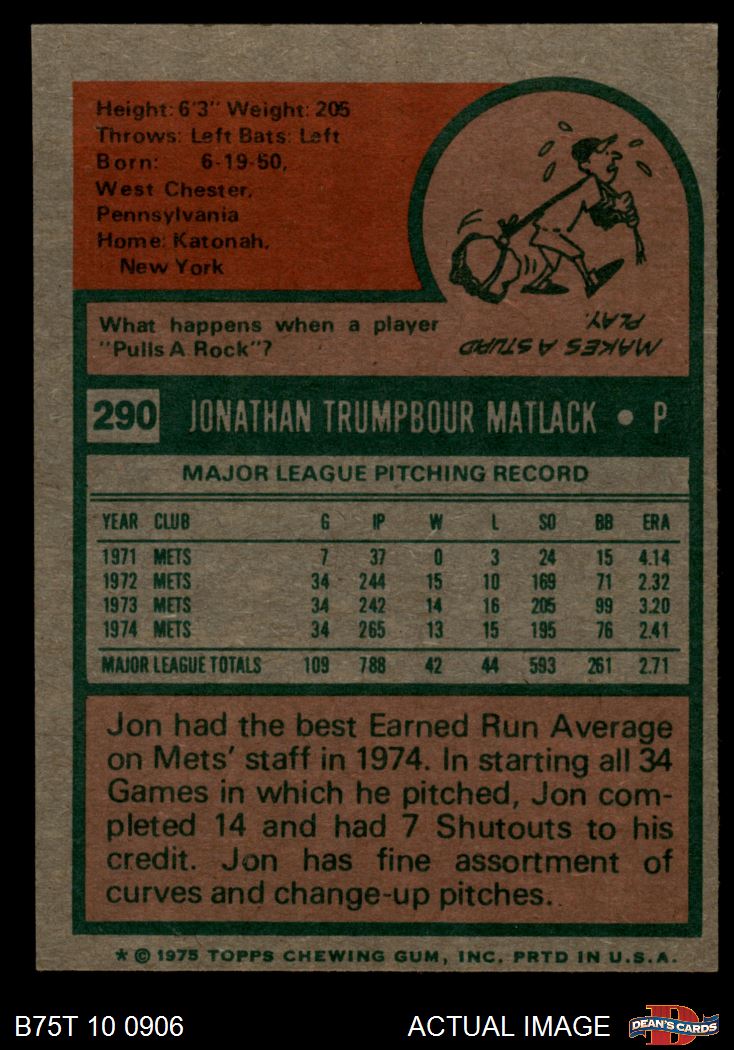 Height: 6'3" Weight: 205
Throws: Left Bats: Left
Born: 6-19-50,
West Chester,
Pennsylvania
Home: Katonah,
New York
What happens when a player
"Pulls A Rock"?
MAKES A STUPID
PLAY.
290 JONATHAN TRUMPBOUR MATLACK • P
MAJOR LEAGUE PITCHING RECORD
YEAR CLUB G IP W L SO BB ERA
1971 METS 7 37 0 3 24 15 4.14
1972 METS 34 244 15 10 169 71 2.32
1973 METS 34 242 14 16 205 99 3.20
1974 METS 34 265 13 15 195 76 2.41
MAJOR LEAGUE TOTALS 109 788 42 44 593 261 2.71
Jon had the best Earned Run Average
on Mets' staff in 1974. In starting all 34
Games in which he pitched, Jon com-
pleted 14 and had 7 Shutouts to his
credit. Jon has fine assortment of
curves and change-up pitches.
* © 1975 TOPPS CHEWING GUM, INC. PRTD IN U.S.A.
B75T 10 0906 ACTUAL IMAGE DEAN'S CARDS